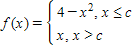 f(x) = { 4 − x², x ≤ c
x, x > c